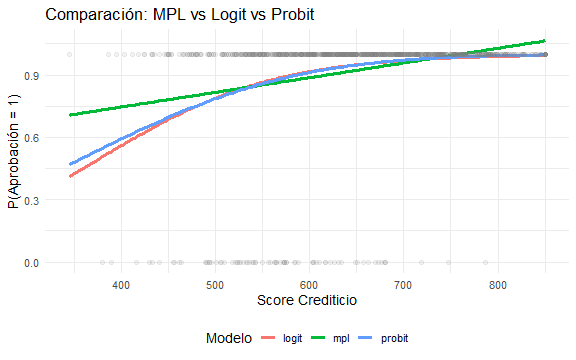 Comparación: MPL vs Logit vs Probit
P(Aprobación = 1)
0.9
0.6
0.3
0.0
400 500 600 700 800
Score Crediticio
Modelo logit mpl probit